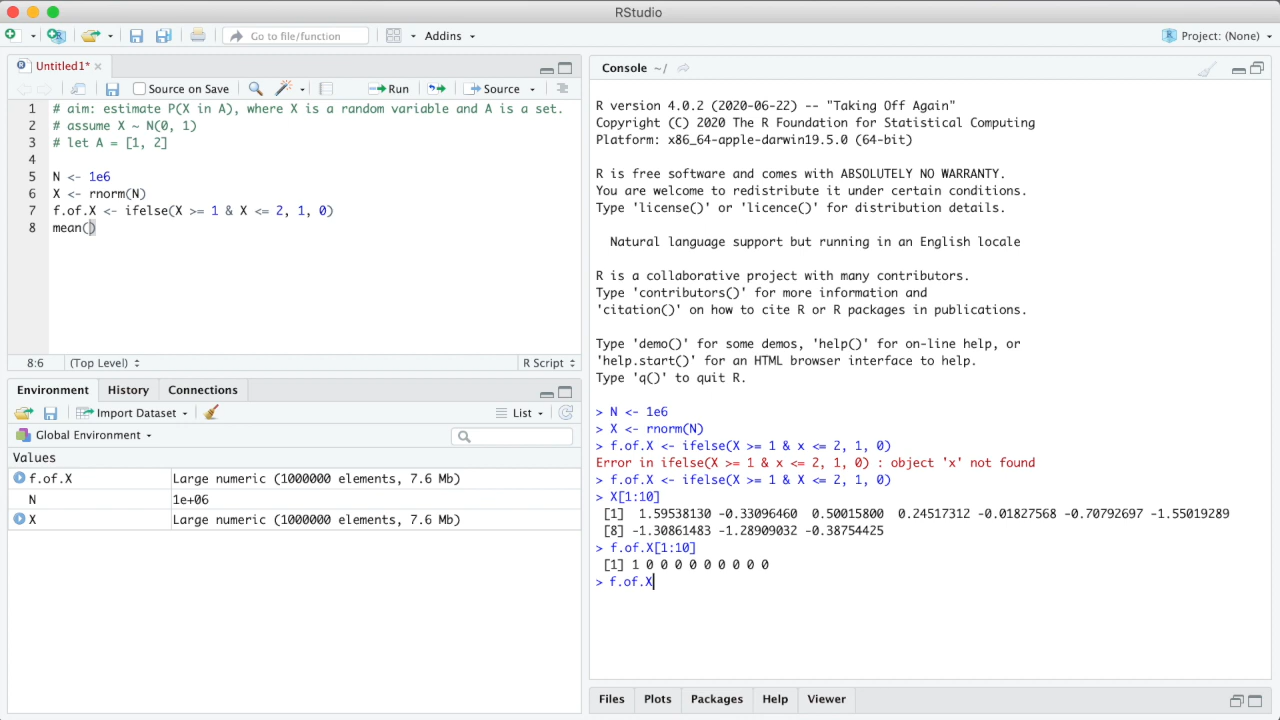 RStudio
Go to file/function
Addins
Project: (None)
Untitled1*
Source on Save
Run
Source
1 # aim: estimate P(X in A), where X is a random variable and A is a set.
2 # assume X ~ N(0, 1)
3 # let A = [1, 2]
4
5 N <- 1e6
6 X <- rnorm(N)
7 f.of.X <- ifelse(X >= 1 & X <= 2, 1, 0)
8 mean()
8:6 (Top Level) R Script
Environment History Connections
Import Dataset List
Global Environment
Values
f.of.X Large numeric (1000000 elements, 7.6 Mb)
N 1e+06
X Large numeric (1000000 elements, 7.6 Mb)
Console ~/
R version 4.0.2 (2020-06-22) -- "Taking Off Again"
Copyright (C) 2020 The R Foundation for Statistical Computing
Platform: x86_64-apple-darwin19.5.0 (64-bit)
R is free software and comes with ABSOLUTELY NO WARRANTY.
You are welcome to redistribute it under certain conditions.
Type 'license()' or 'licence()' for distribution details.
Natural language support but running in an English locale
R is a collaborative project with many contributors.
Type 'contributors()' for more information and
'citation()' on how to cite R or R packages in publications.
Type 'demo()' for some demos, 'help()' for on-line help, or
'help.start()' for an HTML browser interface to help.
Type 'q()' to quit R.
> N <- 1e6
> X <- rnorm(N)
> f.of.X <- ifelse(X >= 1 & x <= 2, 1, 0)
Error in ifelse(X >= 1 & x <= 2, 1, 0) : object 'x' not found
> f.of.X <- ifelse(X >= 1 & X <= 2, 1, 0)
> X[1:10]
[1] 1.59538130 -0.33096460 0.50015800 0.24517312 -0.01827568 -0.70792697 -1.55019289
[8] -1.30861483 -1.28909032 -0.38754425
> f.of.X[1:10]
[1] 1 0 0 0 0 0 0 0 0 0
> f.of.X
Files Plots Packages Help Viewer